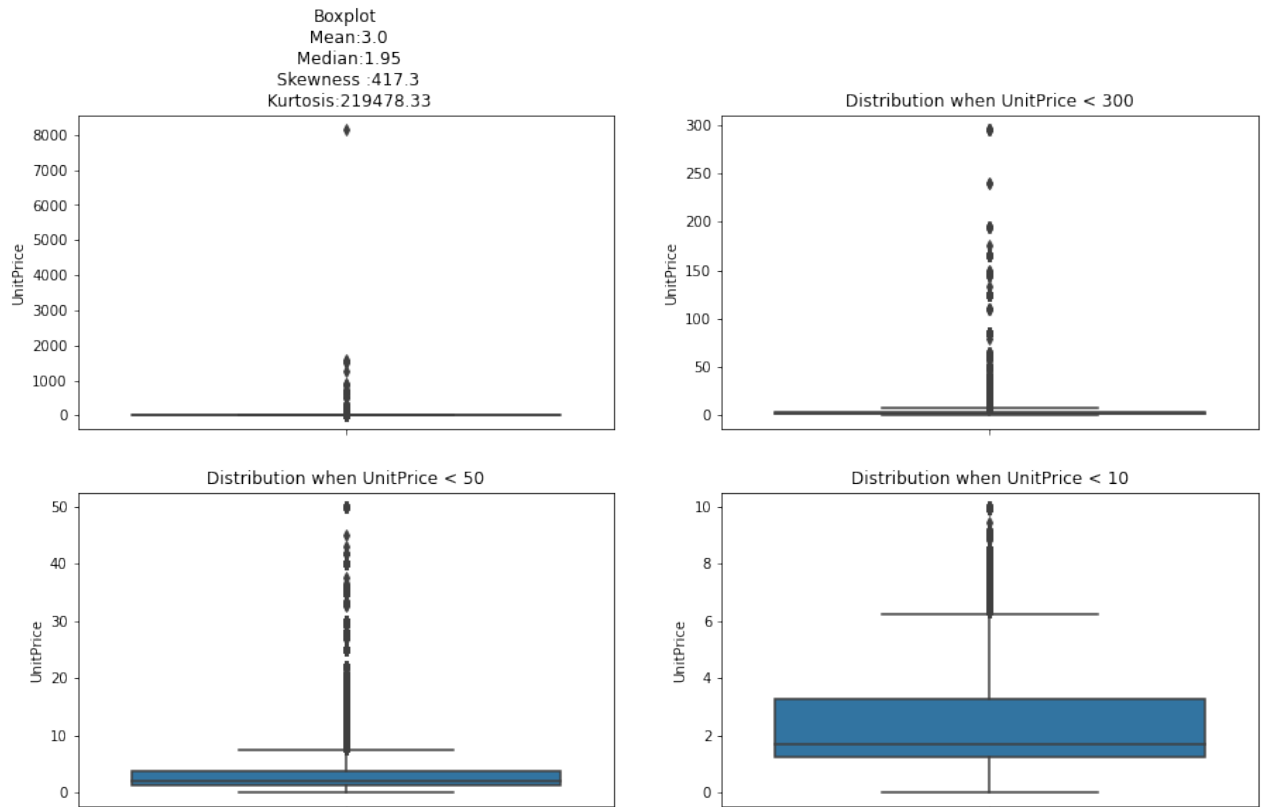 Boxplot
Mean:3.0
Median:1.95
Skewness :417.3
Kurtosis:219478.33
8000
7000
6000
5000
4000
3000
2000
1000
0
UnitPrice
Distribution when UnitPrice < 300
300
250
200
150
100
50
0
UnitPrice
Distribution when UnitPrice < 50
50
40
30
20
10
0
UnitPrice
Distribution when UnitPrice < 10
10
8
6
4
2
0
UnitPrice